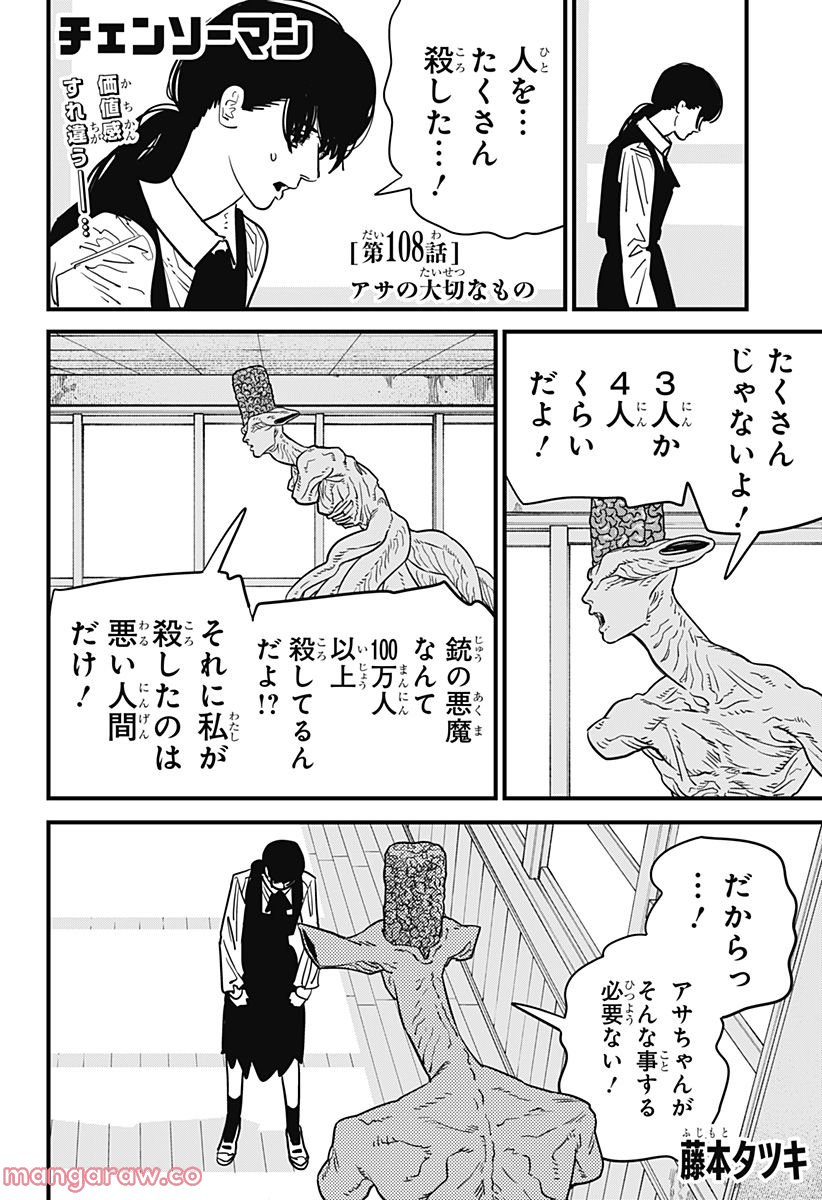 チェンソーマン
価値感
すれ違うー…
人を…
たくさん
殺した…！
[第108話]
アサの大切なもの
たくさん
じゃないよ！
３人か
４人
くらい
だよ！
銃の悪魔
なんて
100万人
以上
殺してるん
だよ!?
それに私が
殺したのは
悪い人間
だけ！
だからっ
…！
アサちゃんが
そんな事する
必要ない！
藤本タツキ
mangaraw.co